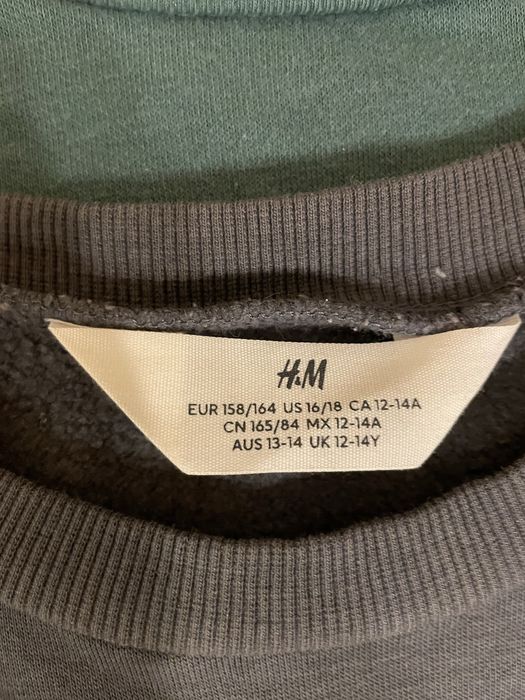 H&M
EUR 158/164 US 16/18 CA 12-14A
CN 165/84 MX 12-14A
AUS 13-14 UK 12-14Y